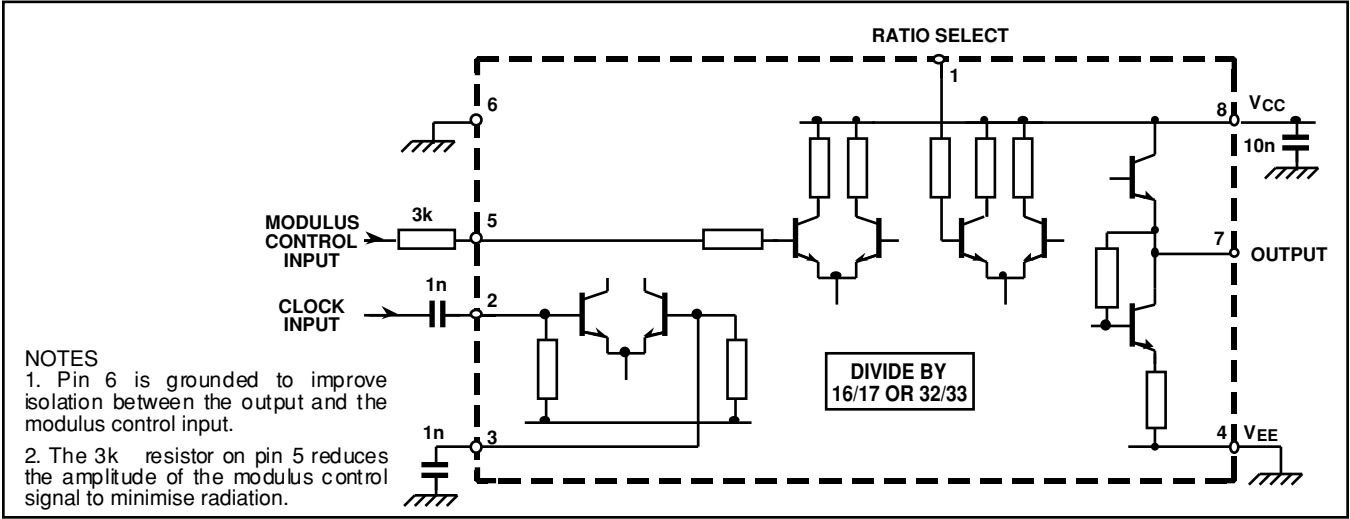 RATIO SELECT
1
6
8
VCC
10n
MODULUS
CONTROL
INPUT
3k
5
7
OUTPUT
CLOCK
INPUT
1n
2
DIVIDE BY
16/17 OR 32/33
NOTES
1. Pin 6 is grounded to improve
isolation between the output and the
modulus control input.
2. The 3k resistor on pin 5 reduces
the amplitude of the modulus control
signal to minimise radiation.
1n
3
4
VEE